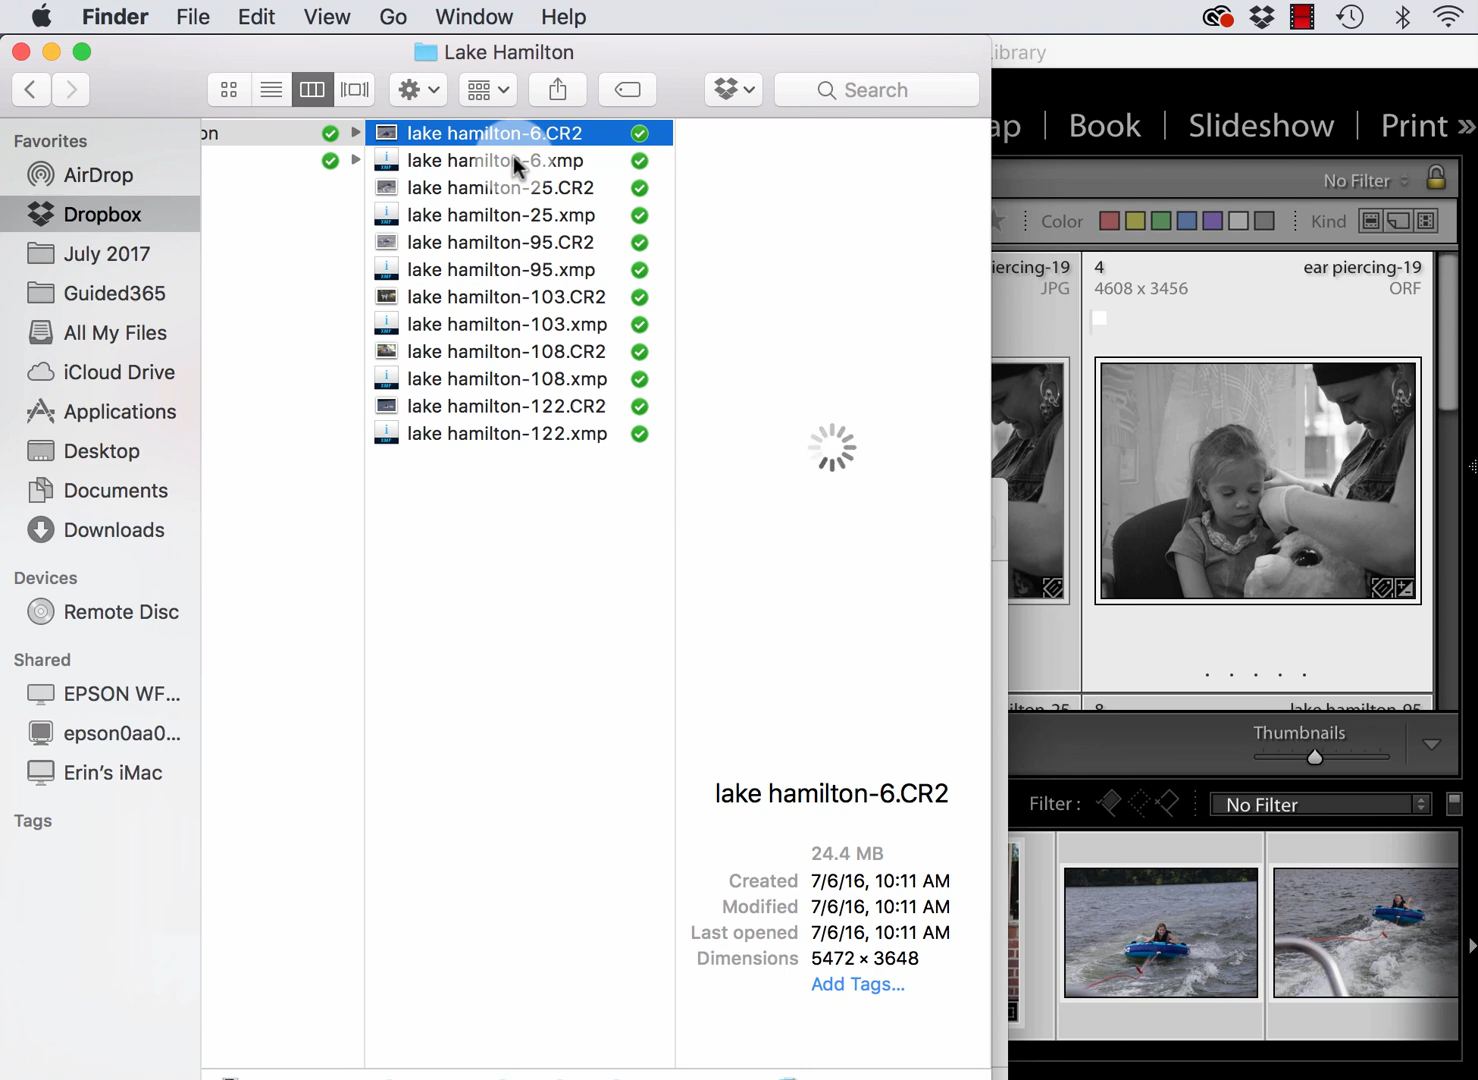 Finder File Edit View Go Window Help
Lake Hamilton
Search
ibrary
Book Slideshow Print »
Favorites
AirDrop
Dropbox
July 2017
Guided365
All My Files
iCloud Drive
Applications
Desktop
Documents
Downloads
Devices
Remote Disc
Shared
EPSON WF...
epson0aa0...
Erin's iMac
Tags
on
lake hamilton-6.CR2
lake hamilton-6.xmp
lake hamilton-25.CR2
lake hamilton-25.xmp
lake hamilton-95.CR2
lake hamilton-95.xmp
lake hamilton-103.CR2
lake hamilton-103.xmp
lake hamilton-108.CR2
lake hamilton-108.xmp
lake hamilton-122.CR2
lake hamilton-122.xmp
lake hamilton-6.CR2
24.4 MB
Created 7/6/16, 10:11 AM
Modified 7/6/16, 10:11 AM
Last opened 7/6/16, 10:11 AM
Dimensions 5472 × 3648
Add Tags...
No Filter
Color Kind
iercing-19
JPG
4 ear piercing-19
4608 x 3456 ORF
Thumbnails
Filter : No Filter